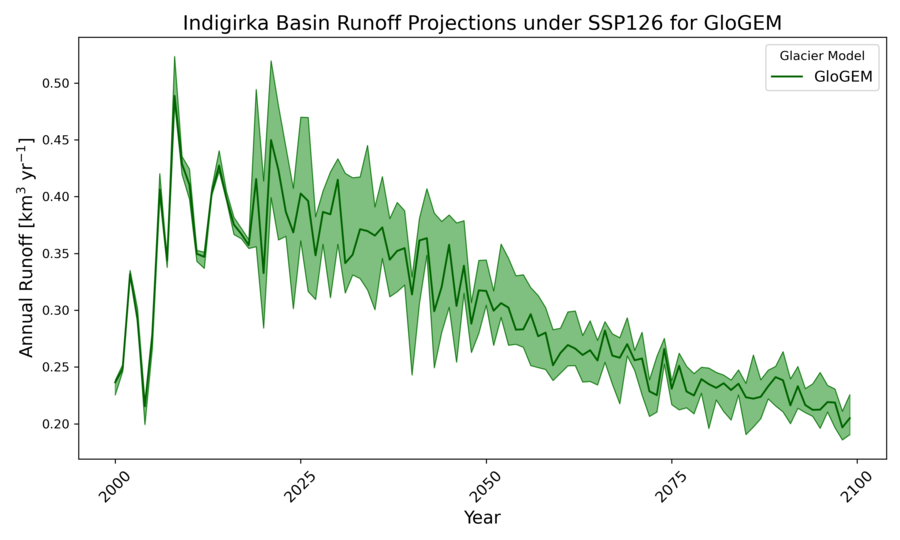 Indigirka Basin Runoff Projections under SSP126 for GloGEM
Glacier Model
GloGEM
Annual Runoff [km³ yr⁻¹]
0.50
0.45
0.40
0.35
0.30
0.25
0.20
2000
2025
2050
2075
2100
Year